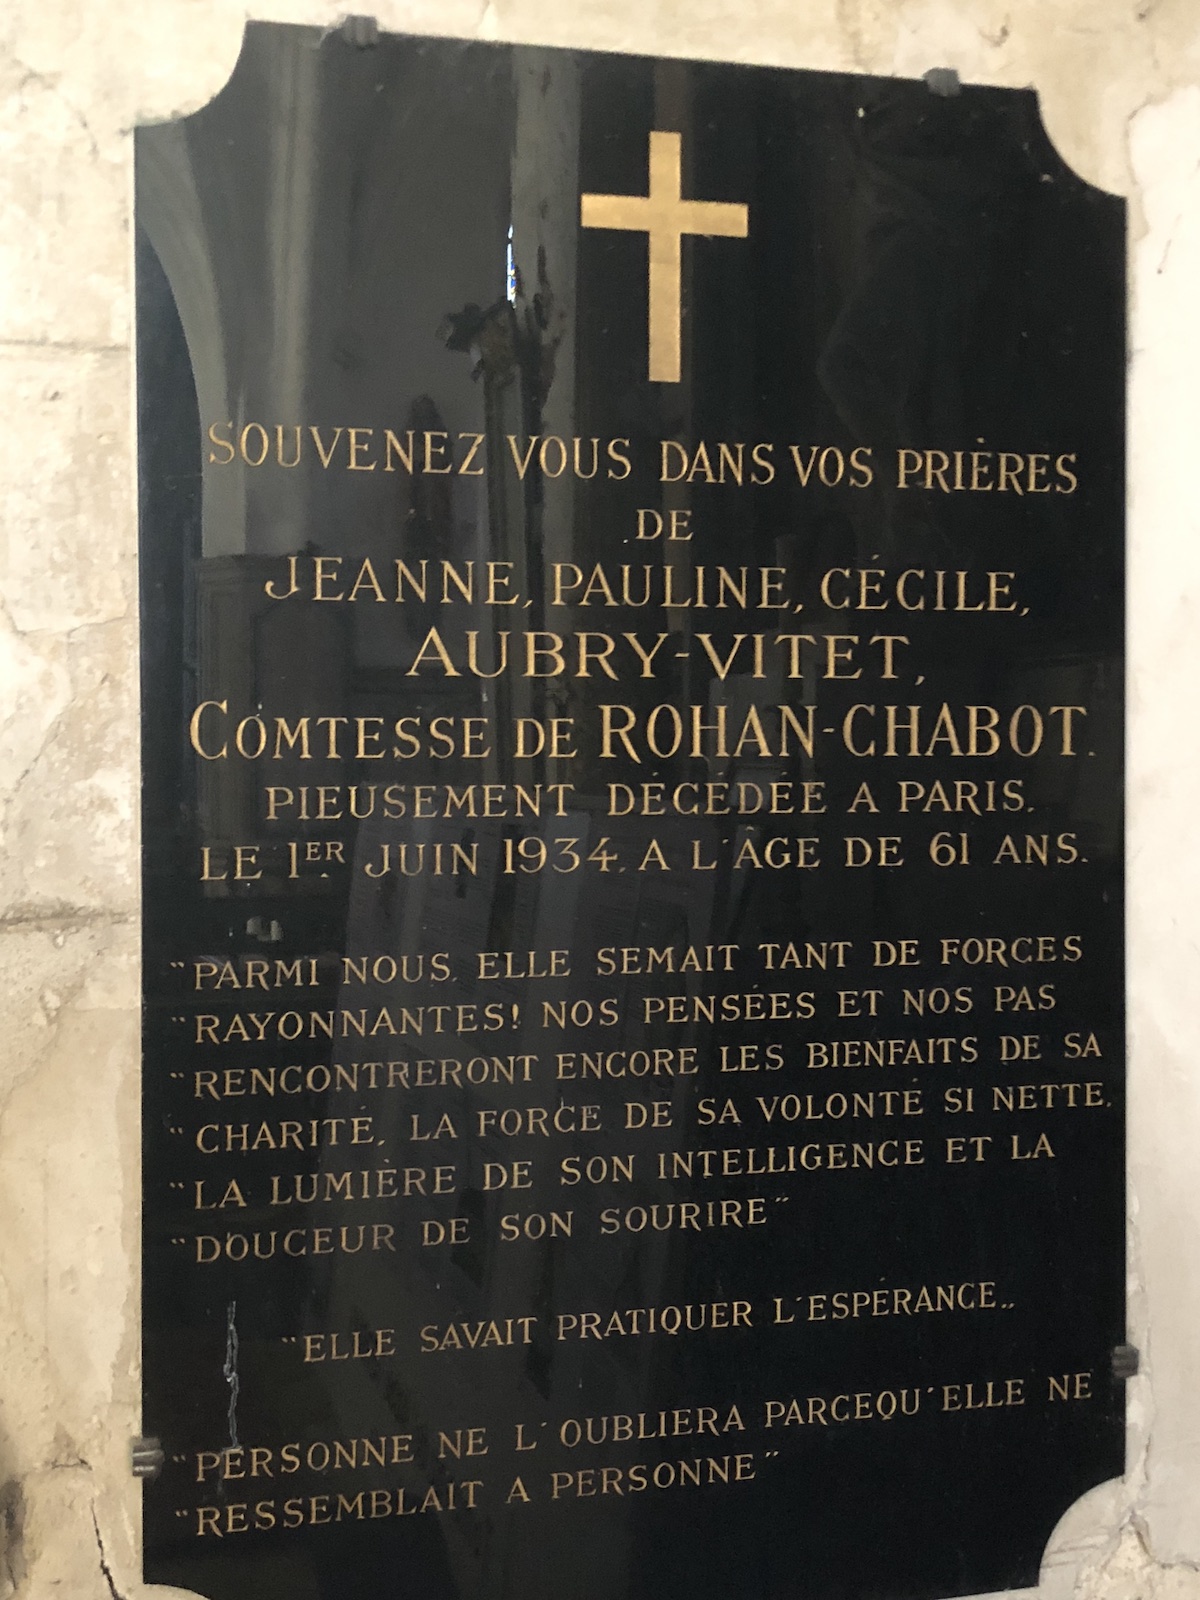 SOUVENEZ VOUS DANS VOS PRIÈRES
DE
JEANNE, PAULINE, CÉCILE,
AUBRY-VITET,
COMTESSE DE ROHAN-CHABOT.
PIEUSEMENT DÉCÉDÉE A PARIS.
LE 1ER JUIN 1934, A L'ÂGE DE 61 ANS.
"PARMI NOUS, ELLE SEMAIT TANT DE FORCES
"RAYONNANTES! NOS PENSÉES ET NOS PAS
"RENCONTRERONT ENCORE LES BIENFAITS DE SA
"CHARITÉ, LA FORCE DE SA VOLONTÉ SI NETTE,
"LA LUMIÈRE DE SON INTELLIGENCE ET LA
"DOUCEUR DE SON SOURIRE"
"ELLE SAVAIT PRATIQUER L'ESPÉRANCE„
"PERSONNE NE L'OUBLIERA PARCEQU'ELLE NE
"RESSEMBLAIT A PERSONNE"